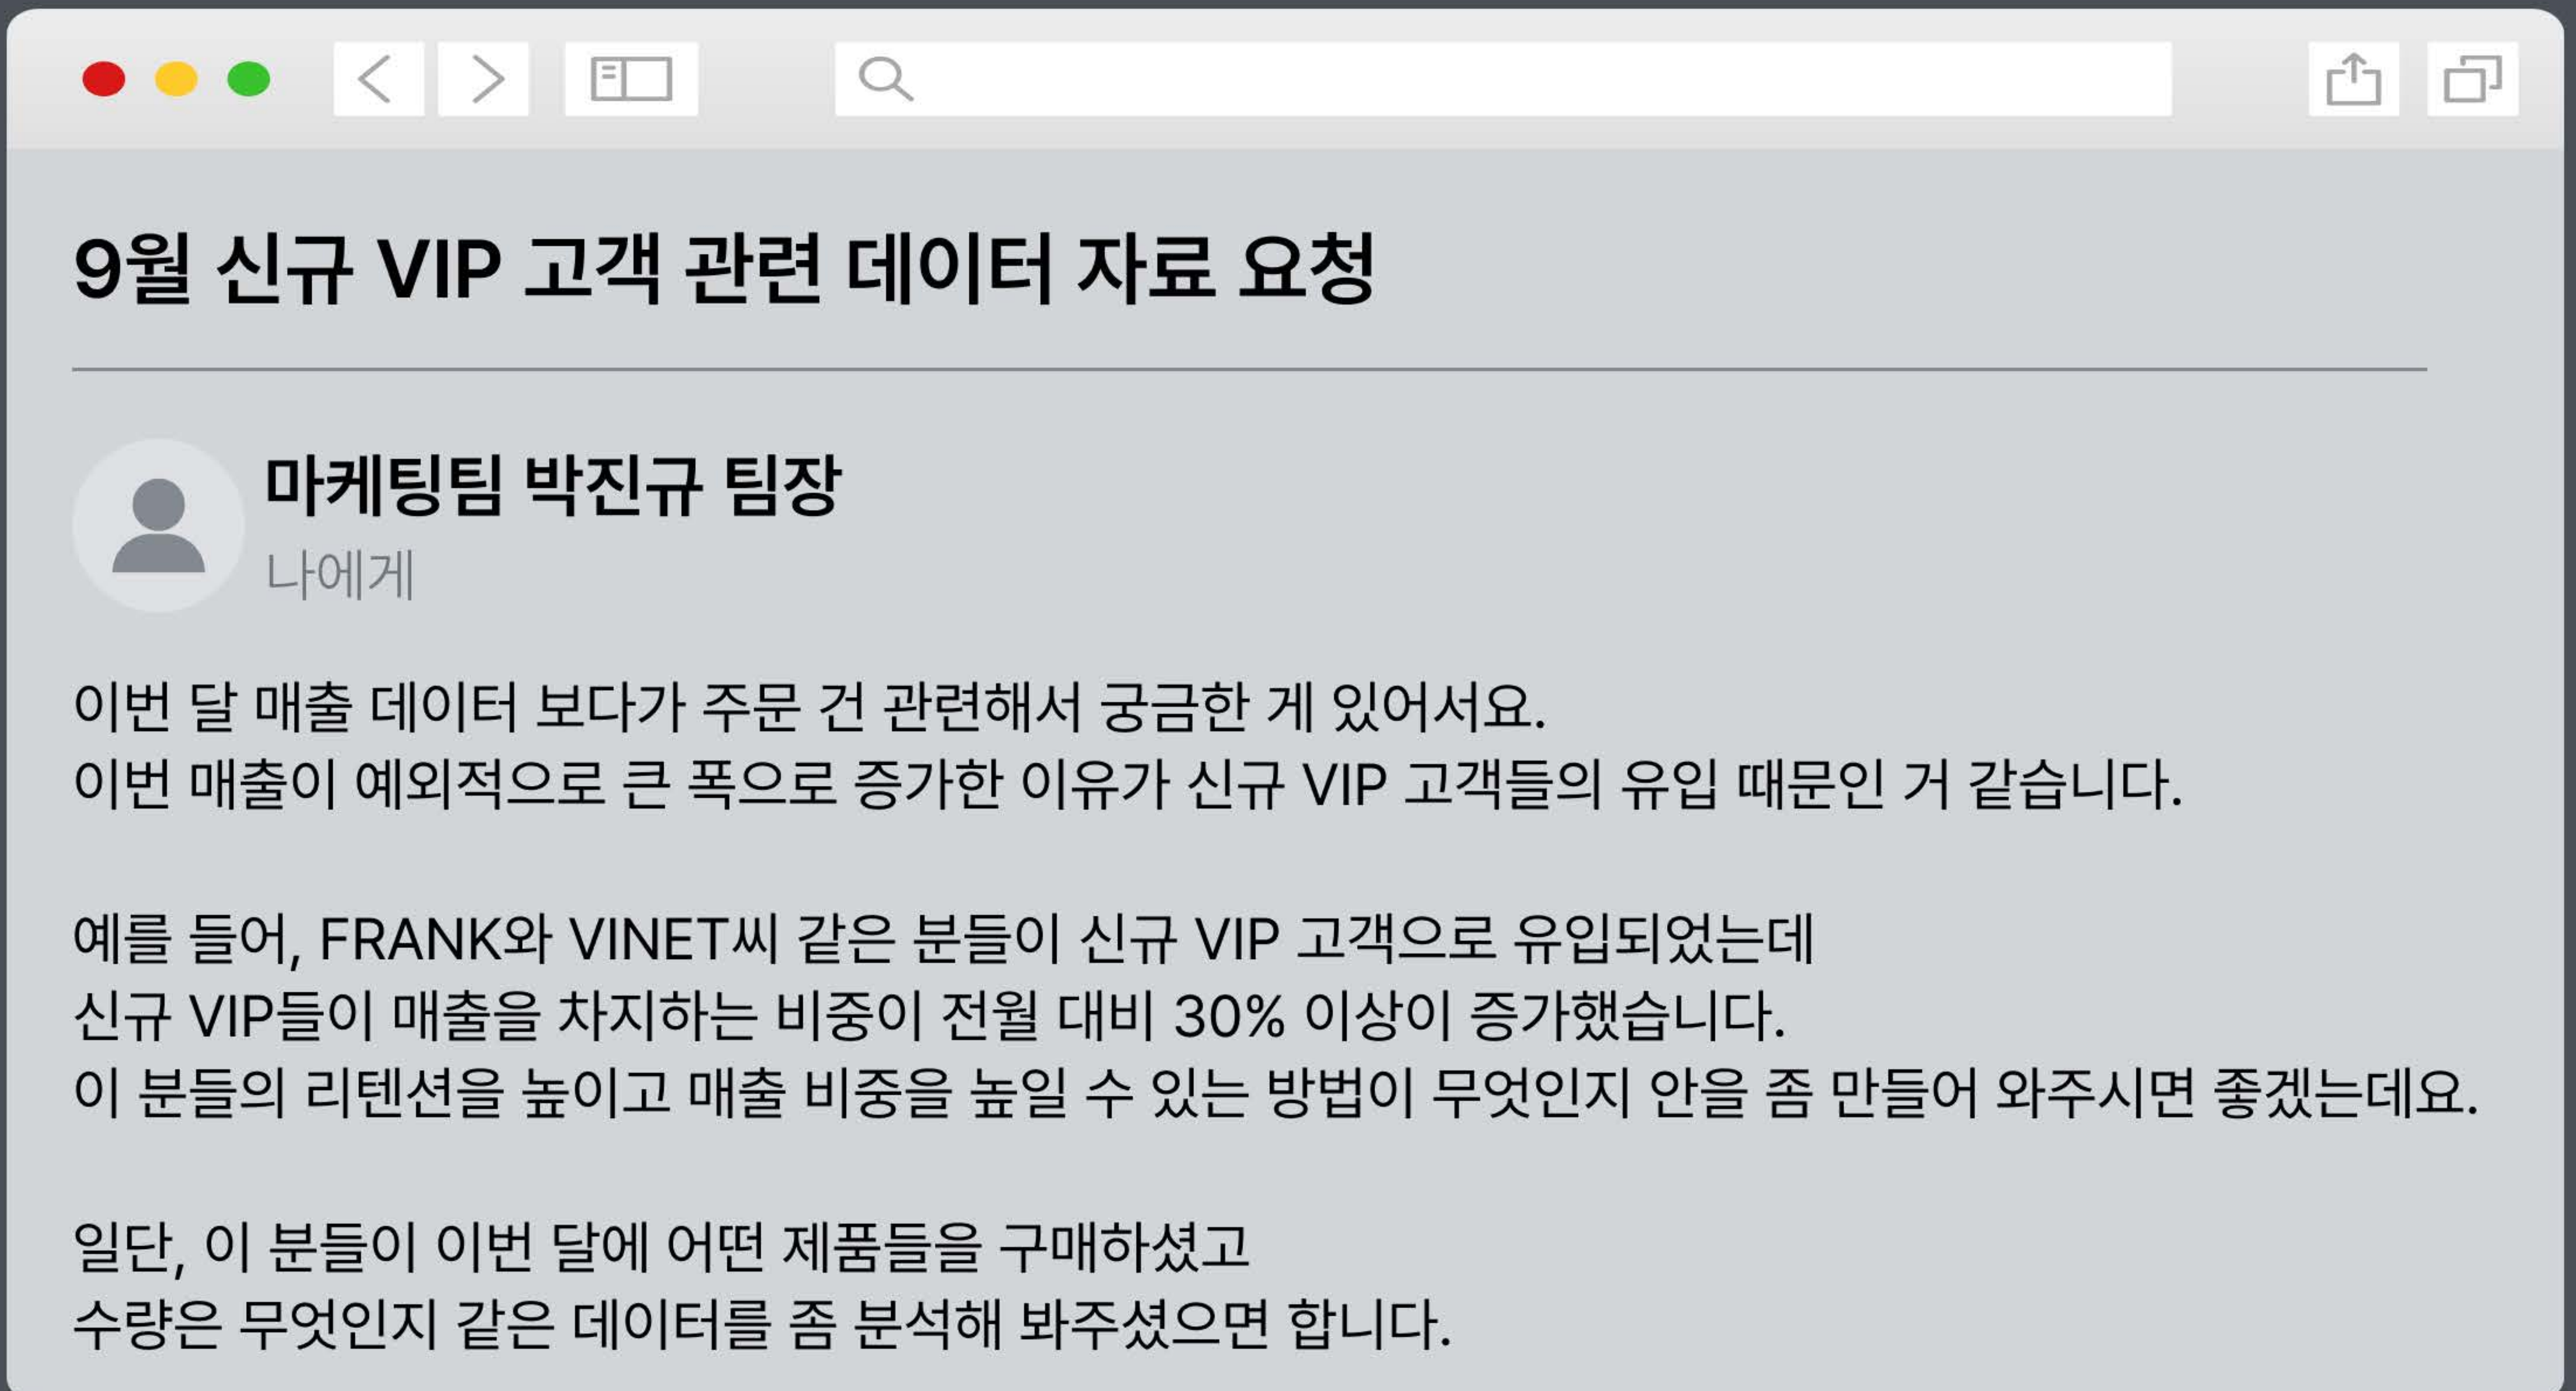 9월 신규 VIP 고객 관련 데이터 자료 요청
마케팅팀 박진규 팀장
나에게
이번 달 매출 데이터 보다가 주문 건 관련해서 궁금한 게 있어서요.
이번 매출이 예외적으로 큰 폭으로 증가한 이유가 신규 VIP 고객들의 유입 때문인 거 같습니다.
예를 들어, FRANK와 VINET씨 같은 분들이 신규 VIP 고객으로 유입되었는데
신규 VIP들이 매출을 차지하는 비중이 전월 대비 30% 이상이 증가했습니다.
이 분들의 리텐션을 높이고 매출 비중을 높일 수 있는 방법이 무엇인지 안을 좀 만들어 와주시면 좋겠는데요.
일단, 이 분들이 이번 달에 어떤 제품들을 구매하셨고
수량은 무엇인지 같은 데이터를 좀 분석해 봐주셨으면 합니다.